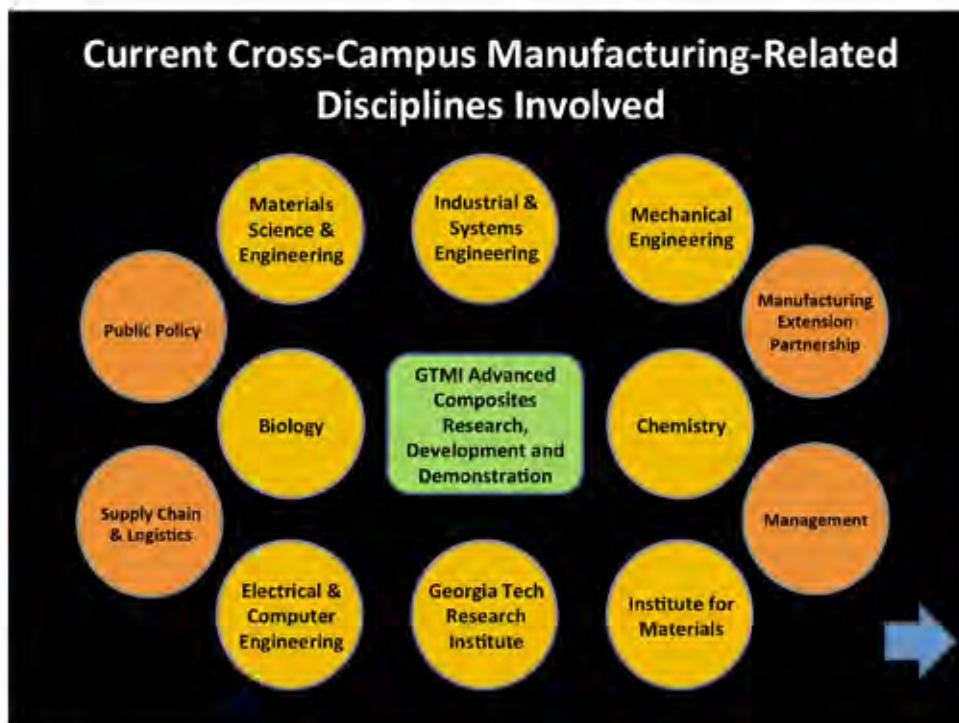 Current Cross-Campus Manufacturing-Related
Disciplines Involved
Materials
Science &
Engineering
Industrial &
Systems
Engineering
Mechanical
Engineering
Public Policy
Manufacturing
Extension
Partnership
Biology
GTMI Advanced
Composites
Research,
Development and
Demonstration
Chemistry
Supply Chain
& Logistics
Management
Electrical &
Computer
Engineering
Georgia Tech
Research
Institute
Institute for
Materials